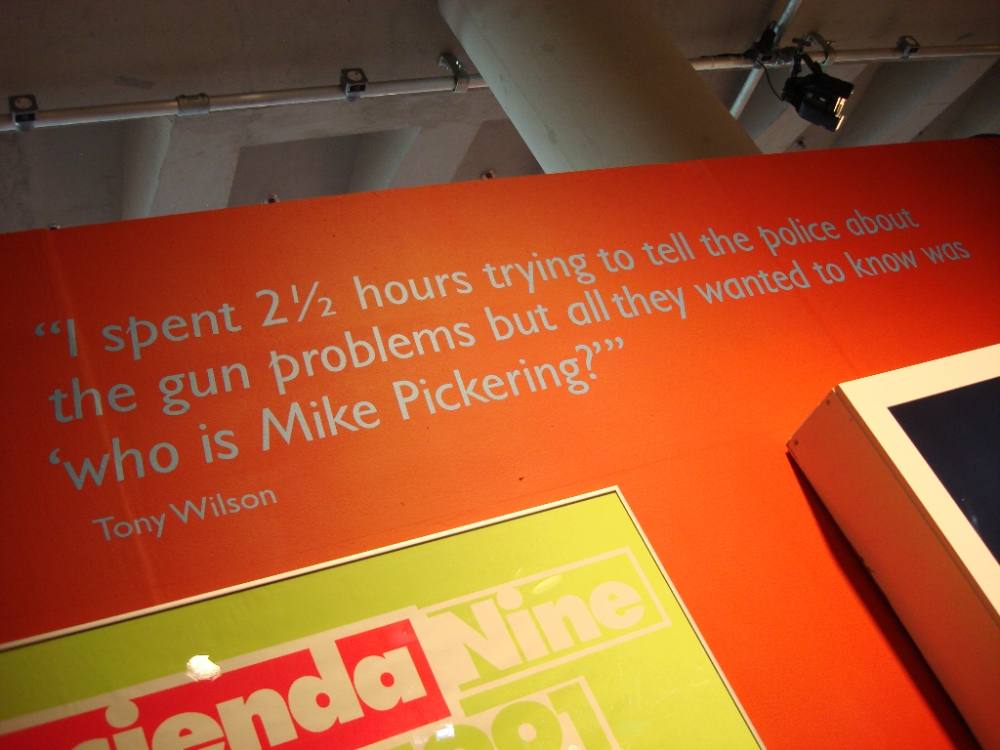 “I spent 2½ hours trying to tell the police about
the gun problems but all they wanted to know was
‘who is Mike Pickering?’”
Tony Wilson
ienda Nine